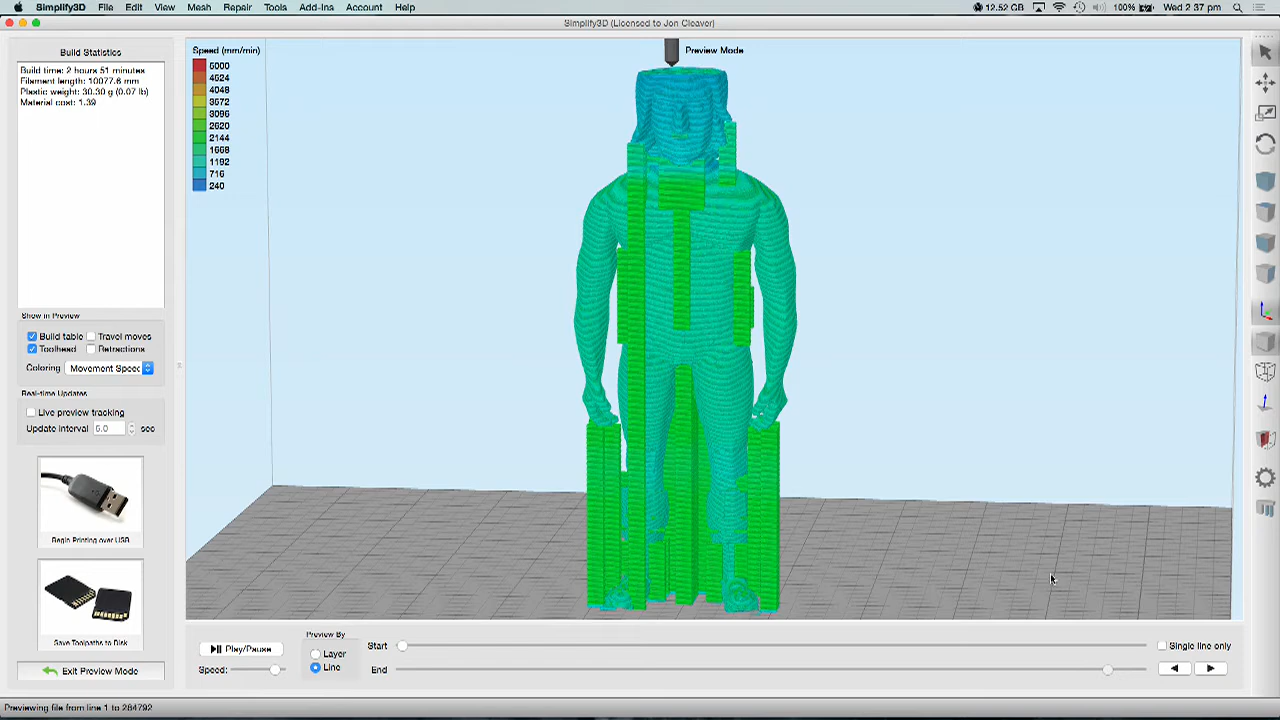 Simplify3D File Edit View Mesh Repair Tools Add-Ins Account Help 12.52 GB 100% Wed 2 37 pm
Simplify3D (Licensed to Jon Cleaver)
Build Statistics
Build time: 2 hours 51 minutes
Filament length: 10077.6 mm
Plastic weight: 30.30 g (0.07 lb)
Material cost: 1.39
Show in Preview
Build table Travel moves
Toolhead Retractions
Coloring Movement Speed
Real-time Updates
Live preview tracking
Update interval 5.0 sec
Begin Printing over USB
Save Toolpaths to Disk
Exit Preview Mode
Speed (mm/min)
5000
4524
4048
3572
3096
2620
2144
1668
1192
716
240
Preview Mode
Play/Pause
Speed:
Preview By
Layer
Line
Start
End
Single line only
Previewing file from line 1 to 284792